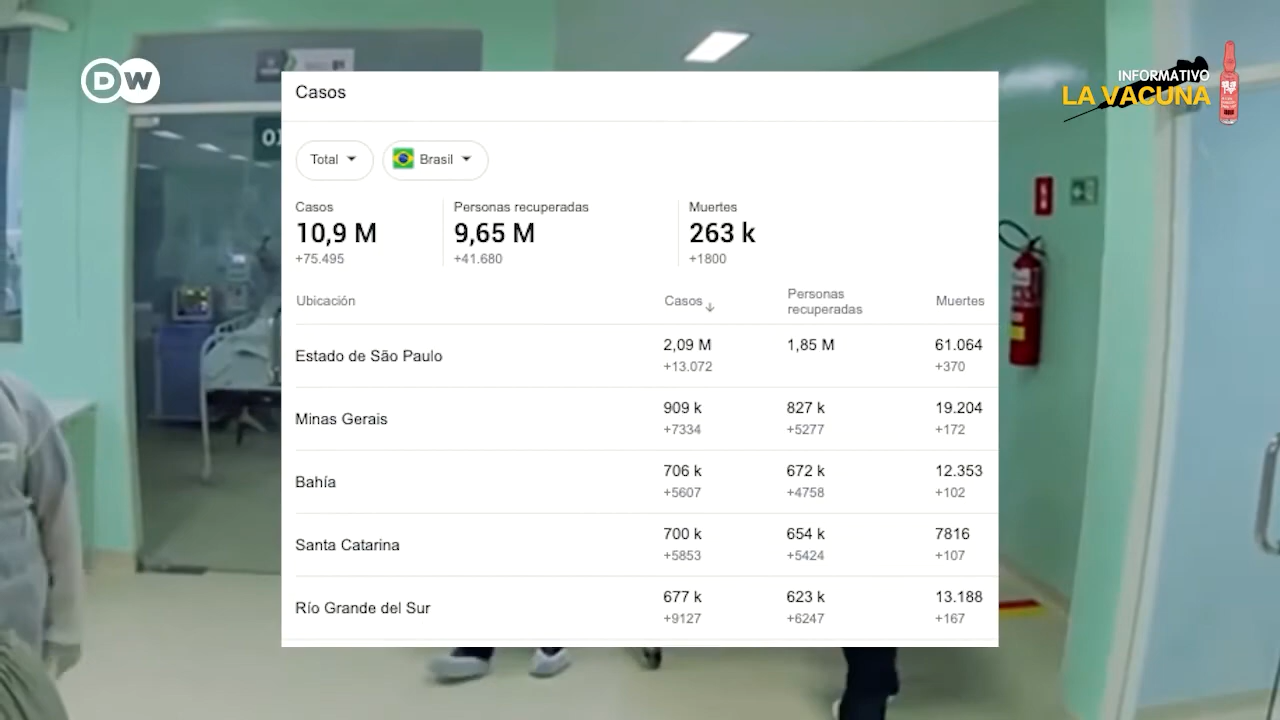 DW
INFORMATIVO
LA VACUNA
Casos
Total
Brasil
Casos
Personas recuperadas
Muertes
10,9 M
9,65 M
263 k
+75.495
+41.680
+1800
Ubicación
Casos
Personas recuperadas
Muertes
Estado de São Paulo
2,09 M
1,85 M
61.064
+13.072
+370
Minas Gerais
909 k
827 k
19.204
+7334
+5277
+172
Bahía
706 k
672 k
12.353
+5607
+4758
+102
Santa Catarina
700 k
654 k
7816
+5853
+5424
+107
Río Grande del Sur
677 k
623 k
13.188
+9127
+6247
+167